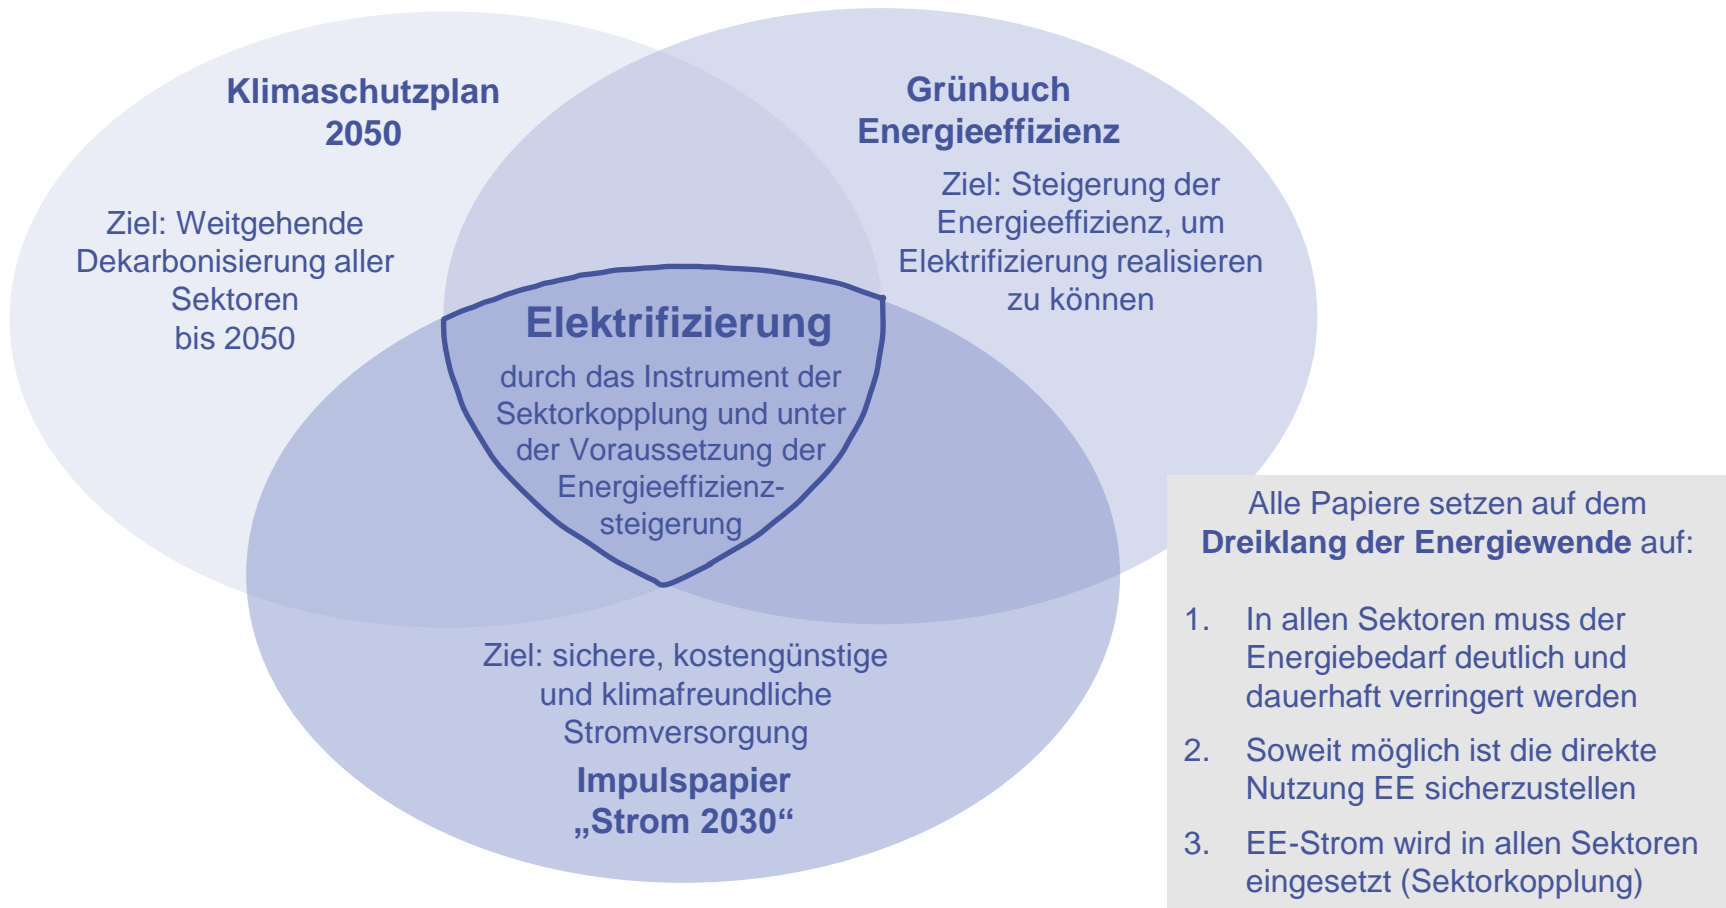 Klimaschutzplan
2050
Ziel: Weitgehende
Dekarbonisierung aller
Sektoren
bis 2050
Grünbuch
Energieeffizienz
Ziel: Steigerung der
Energieeffizienz, um
Elektrifizierung realisieren
zu können
Elektrifizierung
durch das Instrument der
Sektorkopplung und unter
der Voraussetzung der
Energieeffizienz-
steigerung
Ziel: sichere, kostengünstige
und klimafreundliche
Stromversorgung
Impulspapier
„Strom 2030“
Alle Papiere setzen auf dem
Dreiklang der Energiewende auf:
1. In allen Sektoren muss der
Energiebedarf deutlich und
dauerhaft verringert werden
2. Soweit möglich ist die direkte
Nutzung EE sicherzustellen
3. EE-Strom wird in allen Sektoren
eingesetzt (Sektorkopplung)